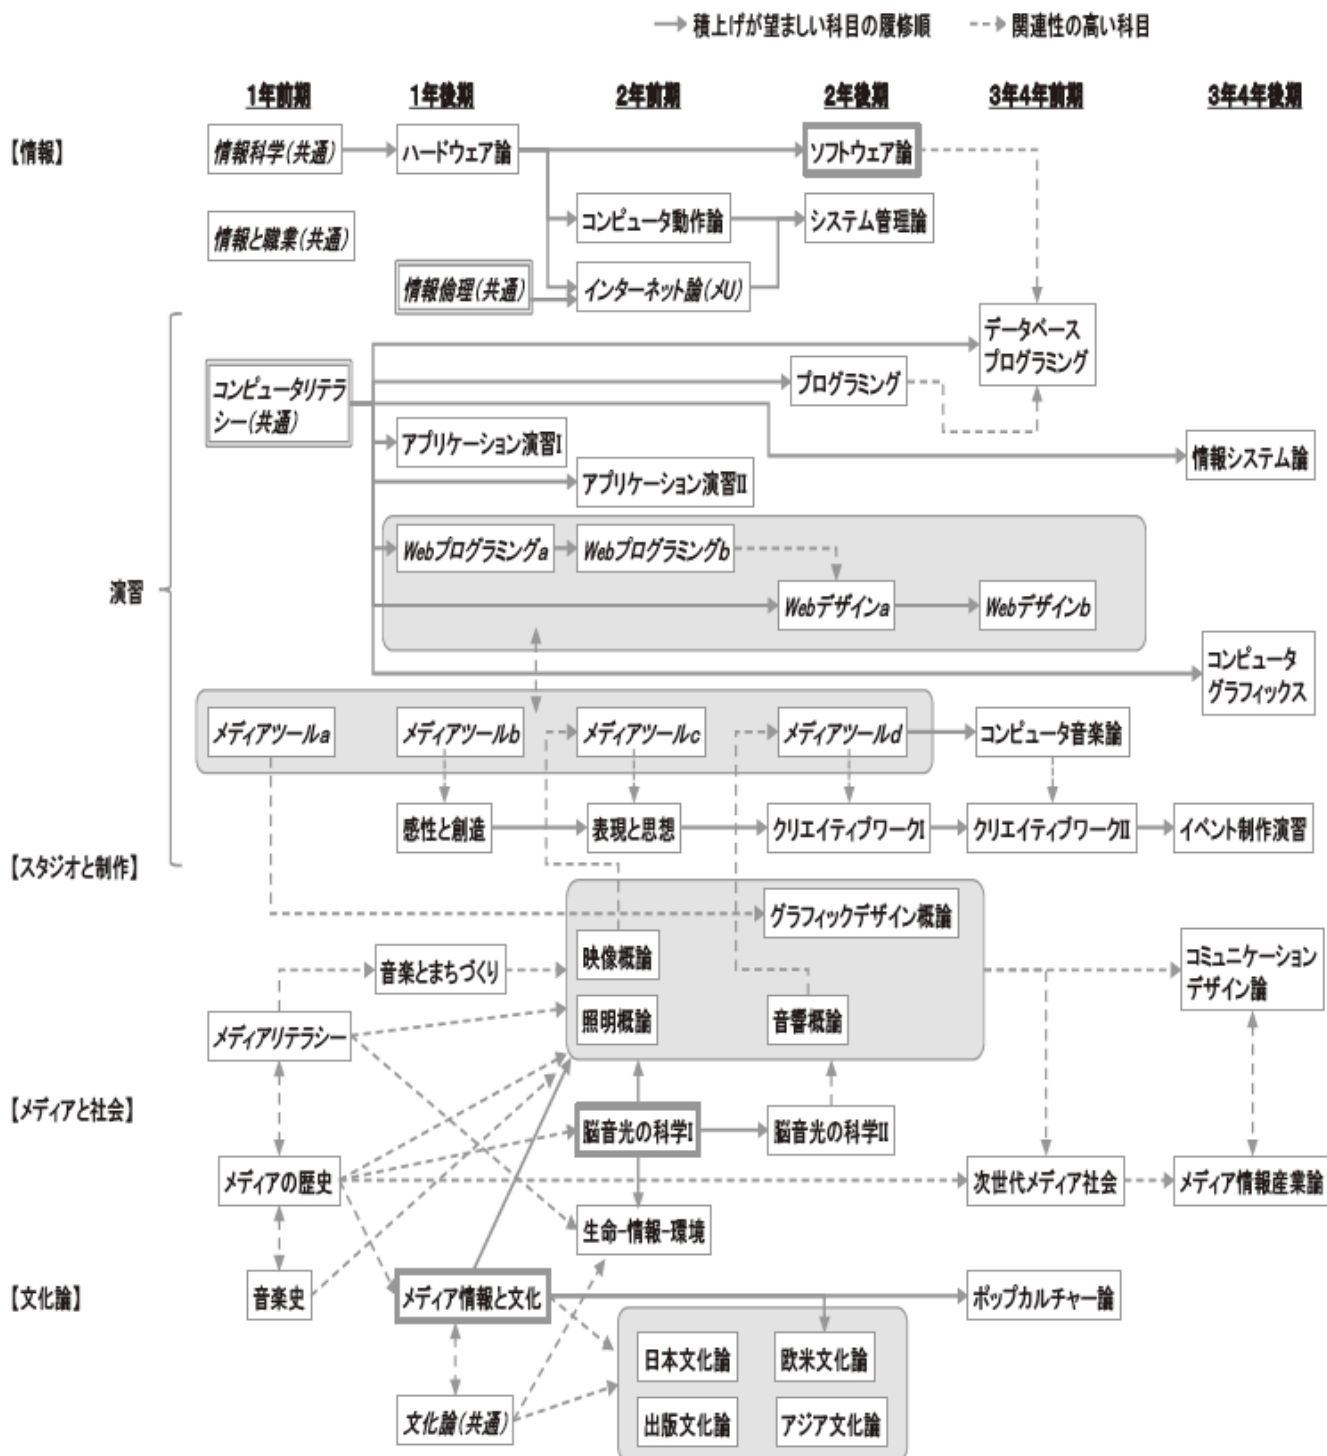 積上げが望ましい科目の履修順 関連性の高い科目
1年前期 1年後期 2年前期 2年後期 3年4年前期 3年4年後期
【情報】
情報科学(共通)
ハードウェア論
ソフトウェア論
情報と職業(共通)
コンピュータ動作論
システム管理論
情報倫理(共通)
インターネット論(メU)
データベース
プログラミング
コンピュータリテラ
シー(共通)
プログラミング
アプリケーション演習I
情報システム論
アプリケーション演習II
Webプログラミングa
Webプログラミングb
演習
Webデザインa
Webデザインb
コンピュータ
グラフィックス
メディアツールa
メディアツールb
メディアツールc
メディアツールd
コンピュータ音楽論
感性と創造
表現と思想
クリエイティブワークI
クリエイティブワークII
イベント制作演習
【スタジオと制作】
グラフィックデザイン概論
映像概論
音楽とまちづくり
コミュニケーション
デザイン論
照明概論
音響概論
メディアリテラシー
【メディアと社会】
脳音光の科学I
脳音光の科学II
メディアの歴史
次世代メディア社会
メディア情報産業論
生命-情報-環境
【文化論】
音楽史
メディア情報と文化
ポップカルチャー論
日本文化論
欧米文化論
文化論(共通)
出版文化論
アジア文化論